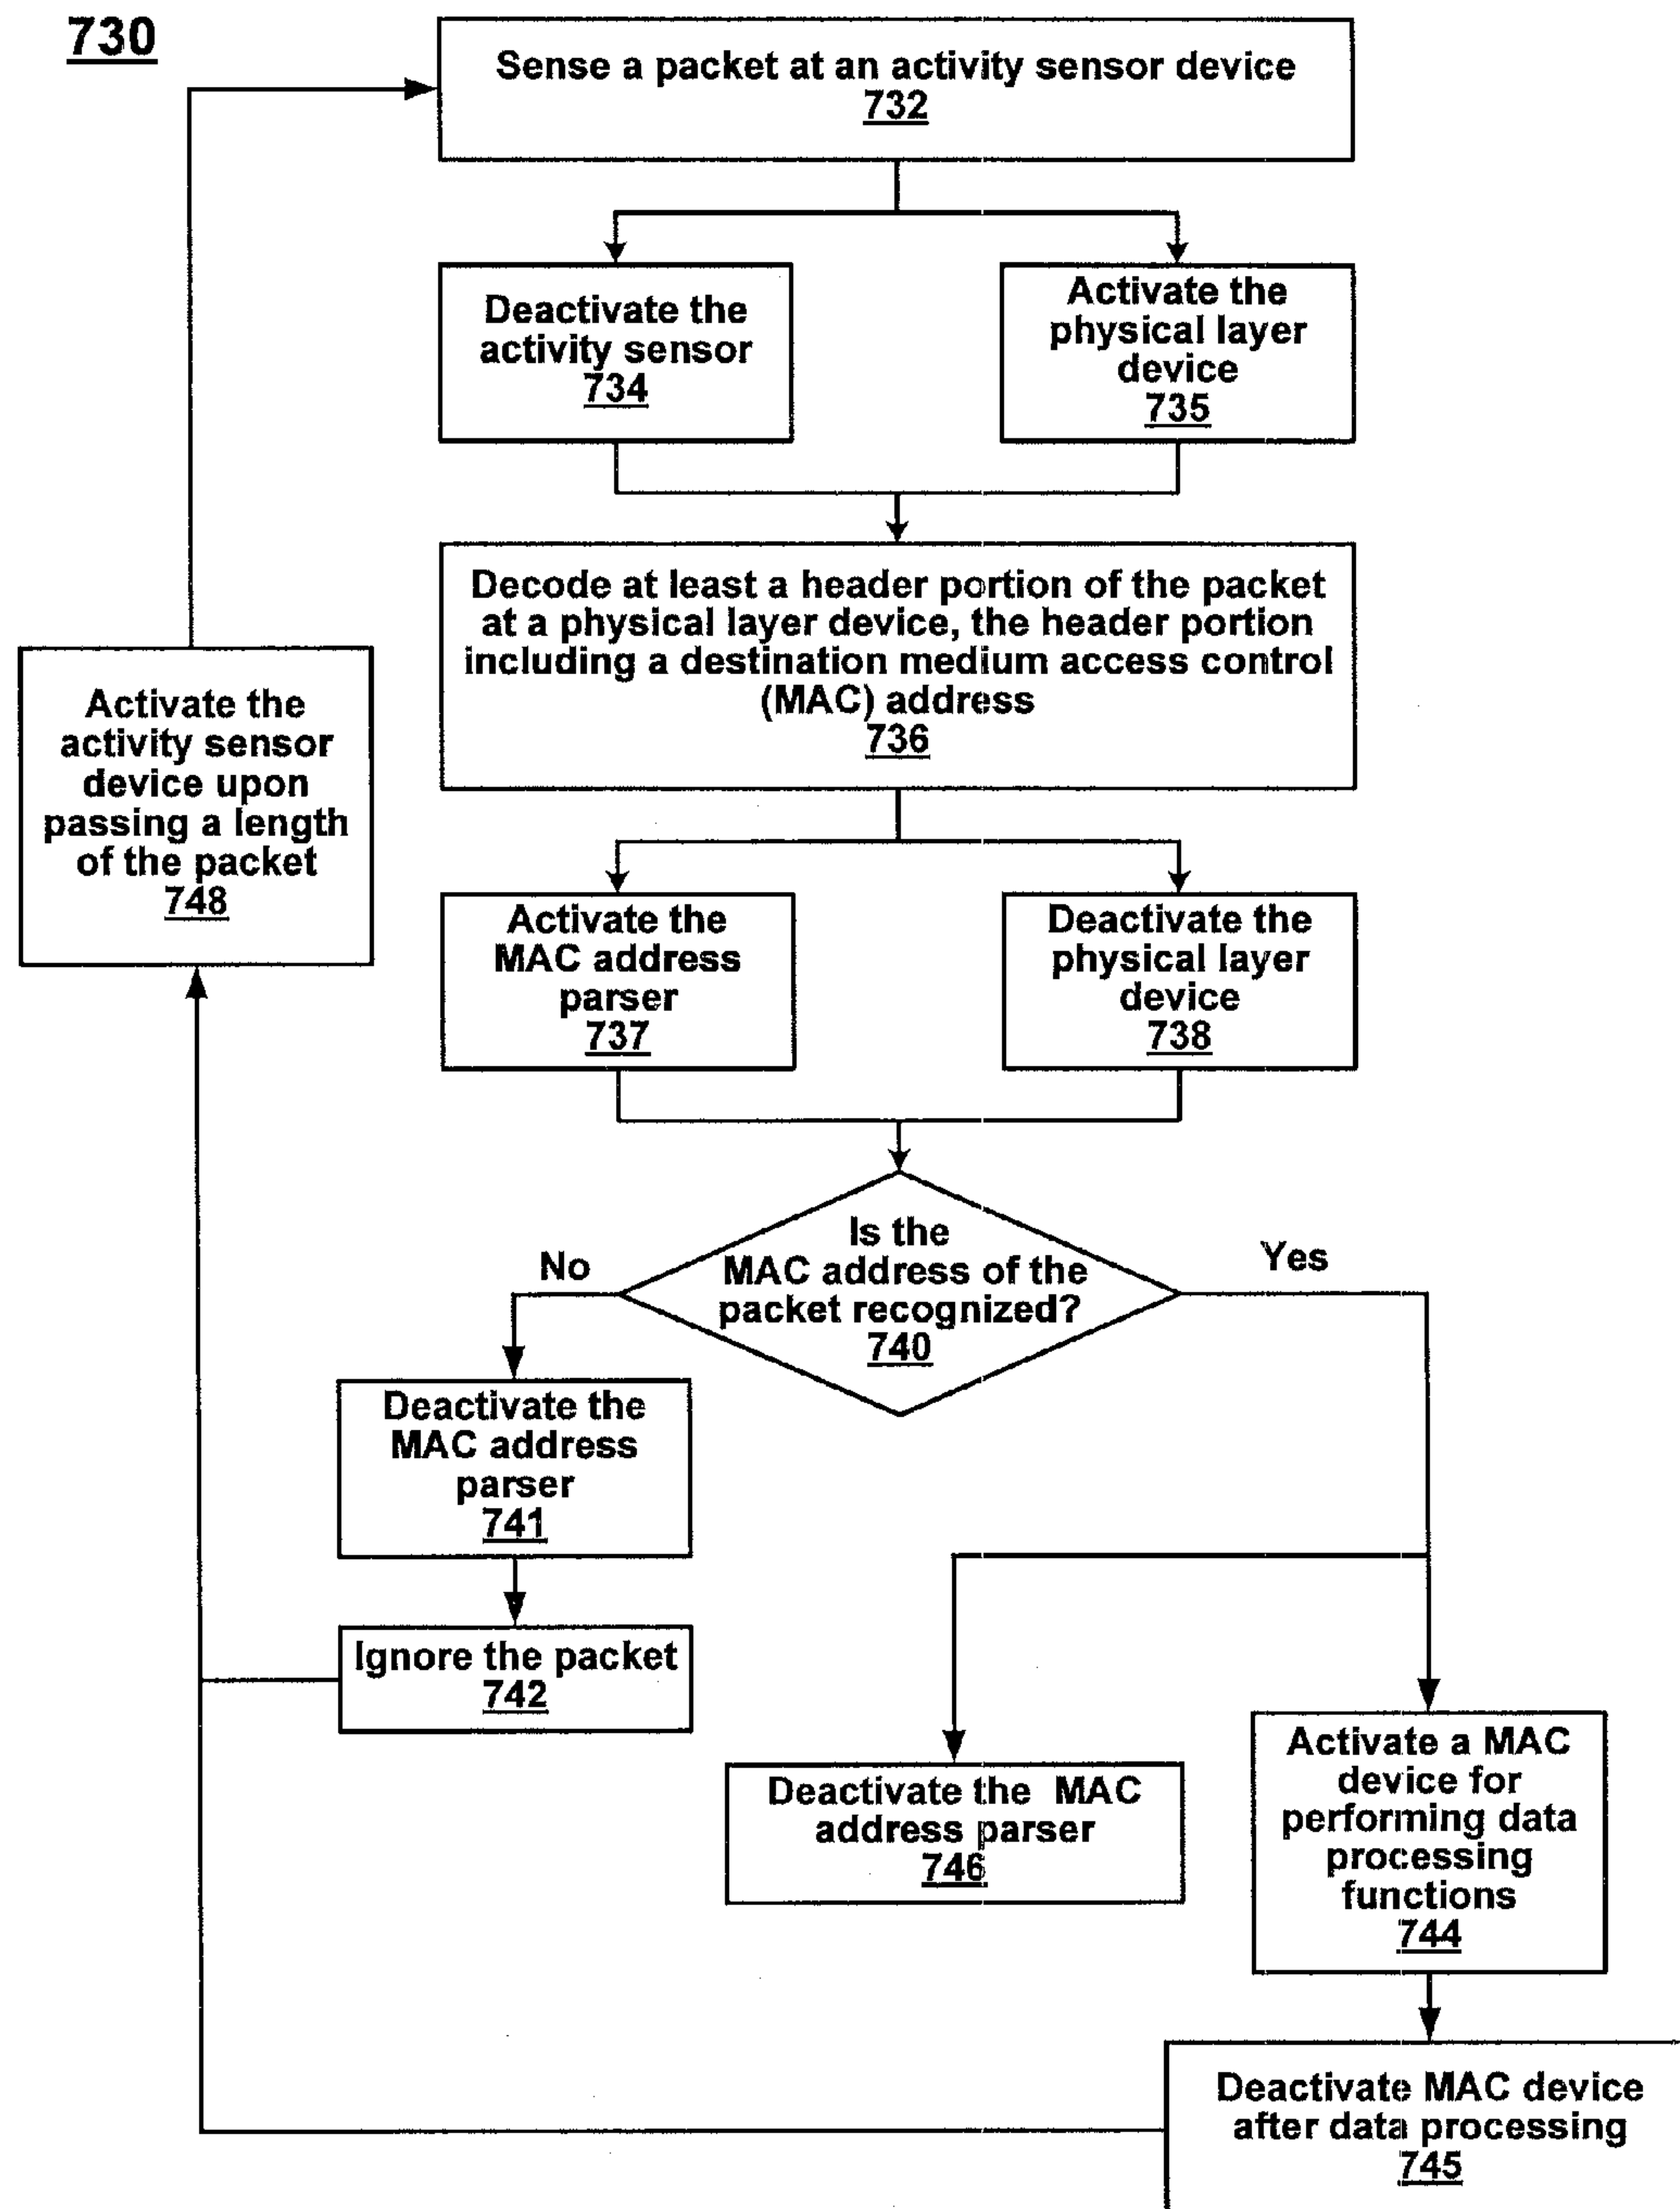 730
Sense a packet at an activity sensor device
732
Deactivate the
activity sensor
734
Activate the
physical layer
device
735
Decode at least a header portion of the packet
at a physical layer device, the header portion
including a destination medium access control
(MAC) address
736
Activate the
activity sensor
device upon
passing a length
of the packet
748
Activate the
MAC address
parser
737
Deactivate the
physical layer
device
738
Is the
MAC address of the
packet recognized?
740
No
Yes
Deactivate the
MAC address
parser
741
Ignore the packet
742
Deactivate the MAC
address parser
746
Activate a MAC
device for
performing data
processing
functions
744
Deactivate MAC device
after data processing
745